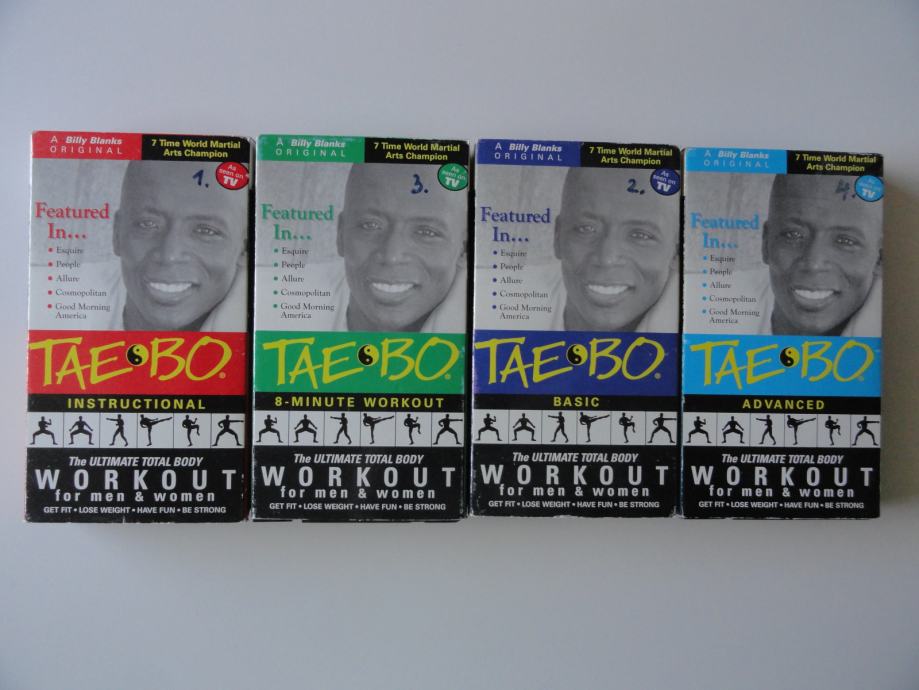 A Billy Blanks
ORIGINAL
7 Time World Martial
Arts Champion
1.
As
seen on
TV
Featured
In...
• Esquire
• People
• Allure
• Cosmopolitan
• Good Morning
America
TAE BO®
INSTRUCTIONAL
The ULTIMATE TOTAL BODY
WORKOUT
for men & women
GET FIT • LOSE WEIGHT • HAVE FUN • BE STRONG
A Billy Blanks
ORIGINAL
7 Time World Martial
Arts Champion
3.
As
seen on
TV
Featured
In...
• Esquire
• People
• Allure
• Cosmopolitan
• Good Morning
America
TAE BO®
8-MINUTE WORKOUT
The ULTIMATE TOTAL BODY
WORKOUT
for men & women
GET FIT • LOSE WEIGHT • HAVE FUN • BE STRONG
A Billy Blanks
ORIGINAL
7 Time World Martial
Arts Champion
2.
As
seen on
TV
Featured
In...
• Esquire
• People
• Allure
• Cosmopolitan
• Good Morning
America
TAE BO®
BASIC
The ULTIMATE TOTAL BODY
WORKOUT
for men & women
GET FIT • LOSE WEIGHT • HAVE FUN • BE STRONG
A Billy Blanks
ORIGINAL
7 Time World Martial
Arts Champion
4.
As
seen on
TV
Featured
In...
• Esquire
• People
• Allure
• Cosmopolitan
• Good Morning
America
TAE BO®
ADVANCED
The ULTIMATE TOTAL BODY
WORKOUT
for men & women
GET FIT • LOSE WEIGHT • HAVE FUN • BE STRONG